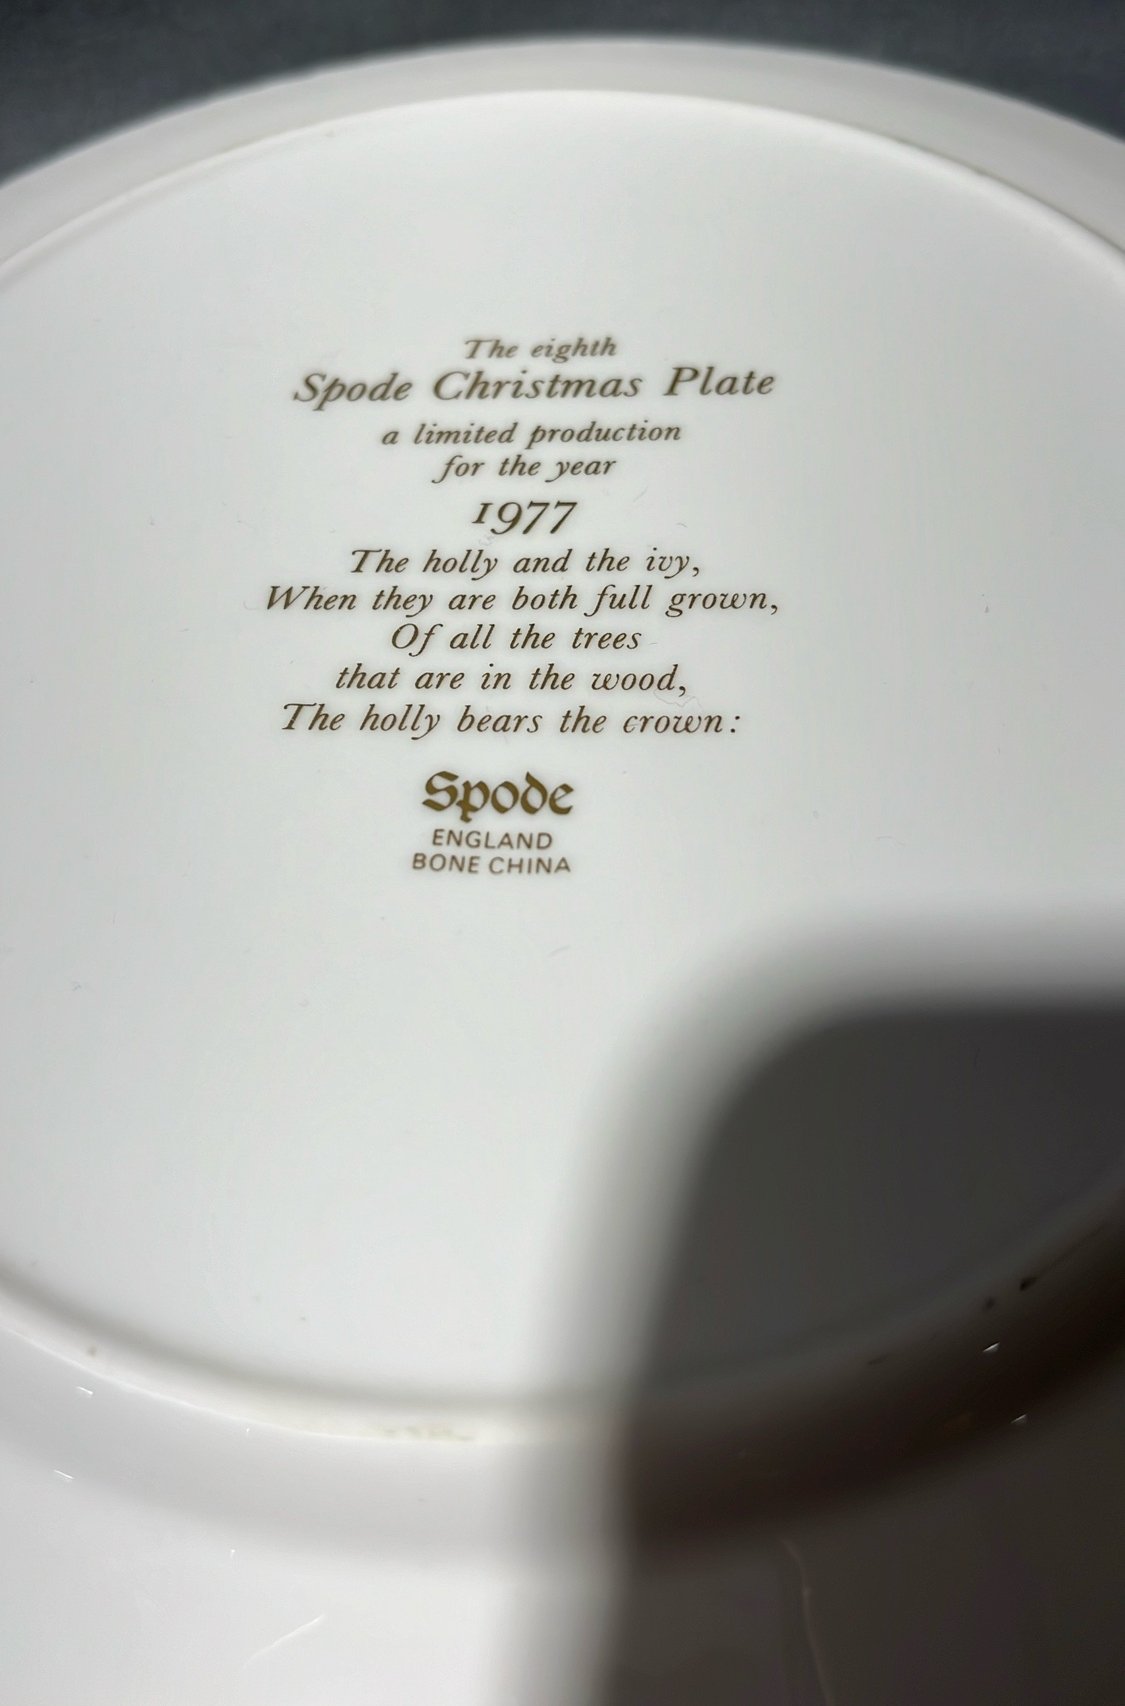 The eighth
Spode Christmas Plate
a limited production
for the year
1977
The holly and the ivy,
When they are both full grown,
Of all the trees
that are in the wood,
The holly bears the crown:
Spode
ENGLAND
BONE CHINA